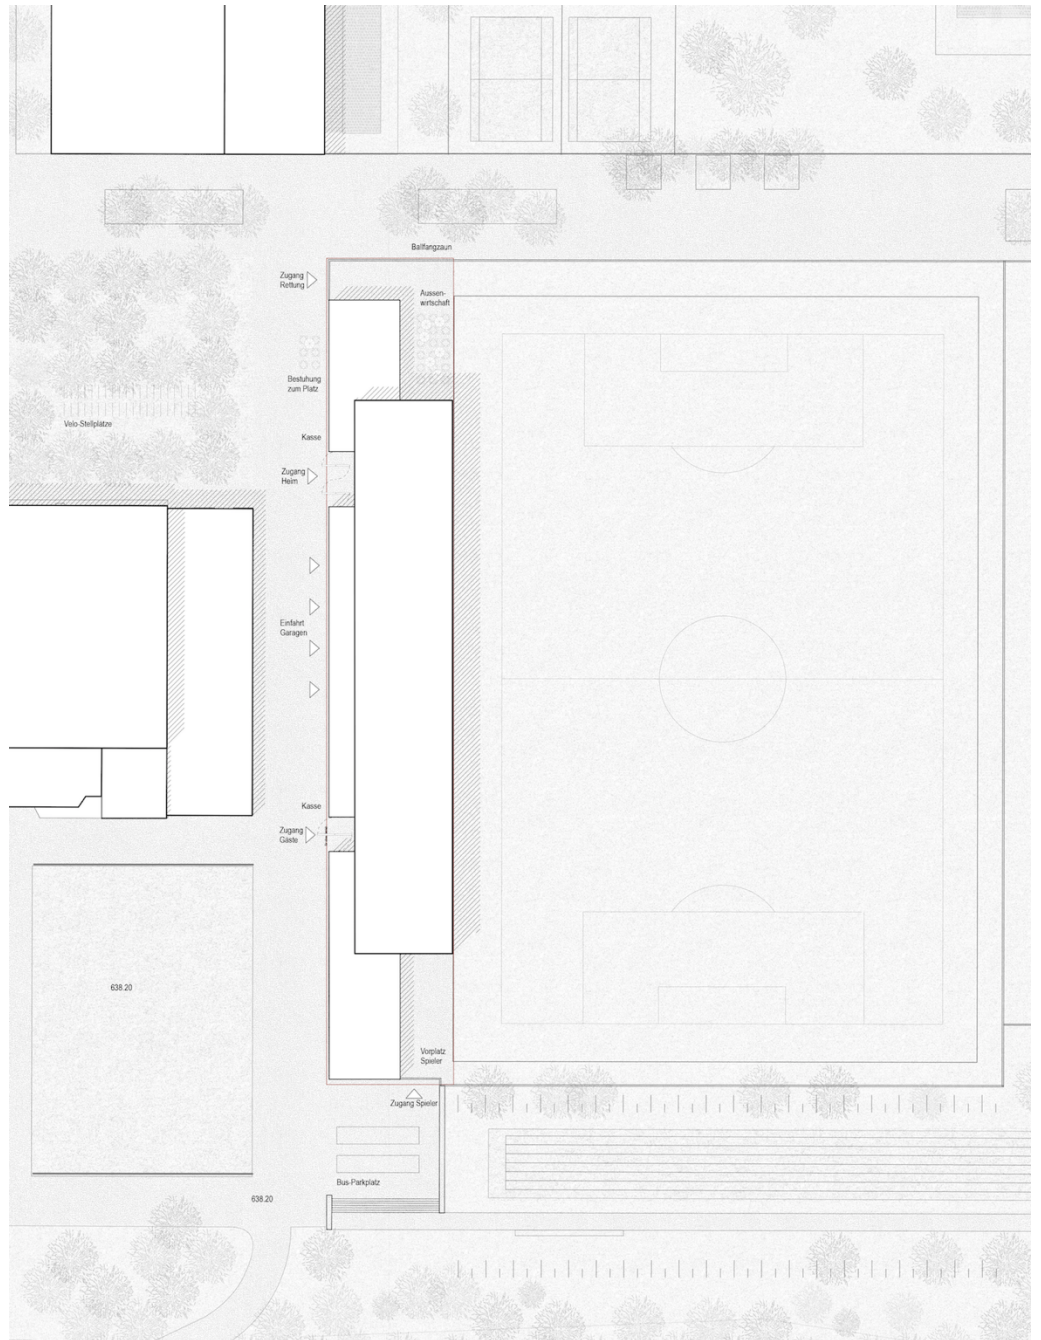 Ballfangzaun
Zugang
Rettung
Aussen-
wirtschaft
Bestuhung
zum Platz
Velo-Stellplätze
Kasse
Zugang
Heim
Einfahrt
Garagen
Kasse
Zugang
Gäste
638.20
Vorplatz
Spieler
Zugang Spieler
Bus-Parkplatz
638.20